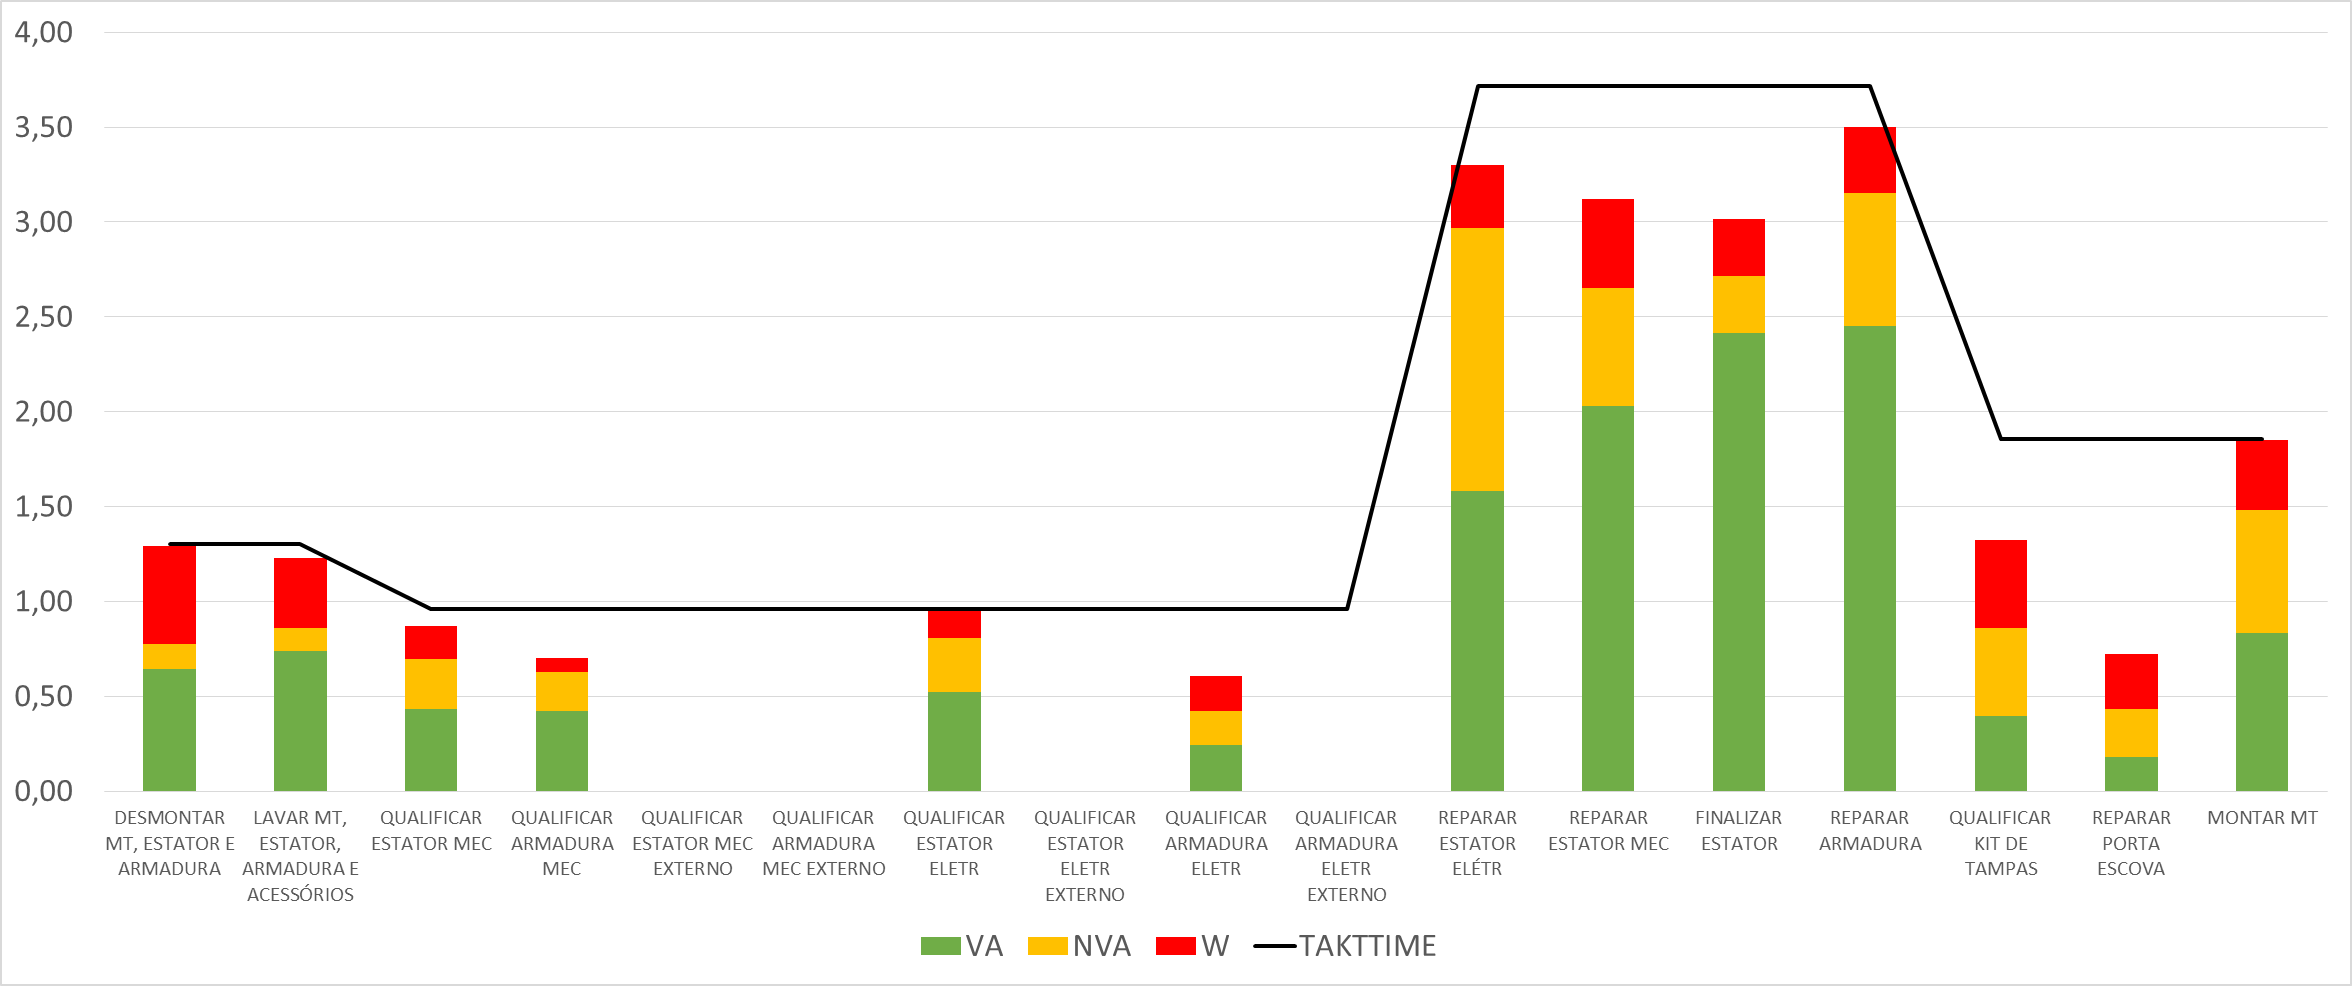 4,00
3,50
3,00
2,50
2,00
1,50
1,00
0,50
0,00
DESMONTAR
MT, ESTATOR E
ARMADURA
LAVAR MT,
ESTATOR,
ARMADURA E
ACESSÓRIOS
QUALIFICAR
ESTATOR MEC
QUALIFICAR
ARMADURA
MEC
QUALIFICAR
ESTATOR MEC
EXTERNO
QUALIFICAR
ARMADURA
MEC EXTERNO
QUALIFICAR
ESTATOR
ELETR
QUALIFICAR
ESTATOR
ELETR
EXTERNO
QUALIFICAR
ARMADURA
ELETR
QUALIFICAR
ARMADURA
ELETR
EXTERNO
REPARAR
ESTATOR
ELÉTR
REPARAR
ESTATOR MEC
FINALIZAR
ESTATOR
REPARAR
ARMADURA
QUALIFICAR
KIT DE
TAMPAS
REPARAR
PORTA
ESCOVA
MONTAR MT
VA NVA W TAKTTIME